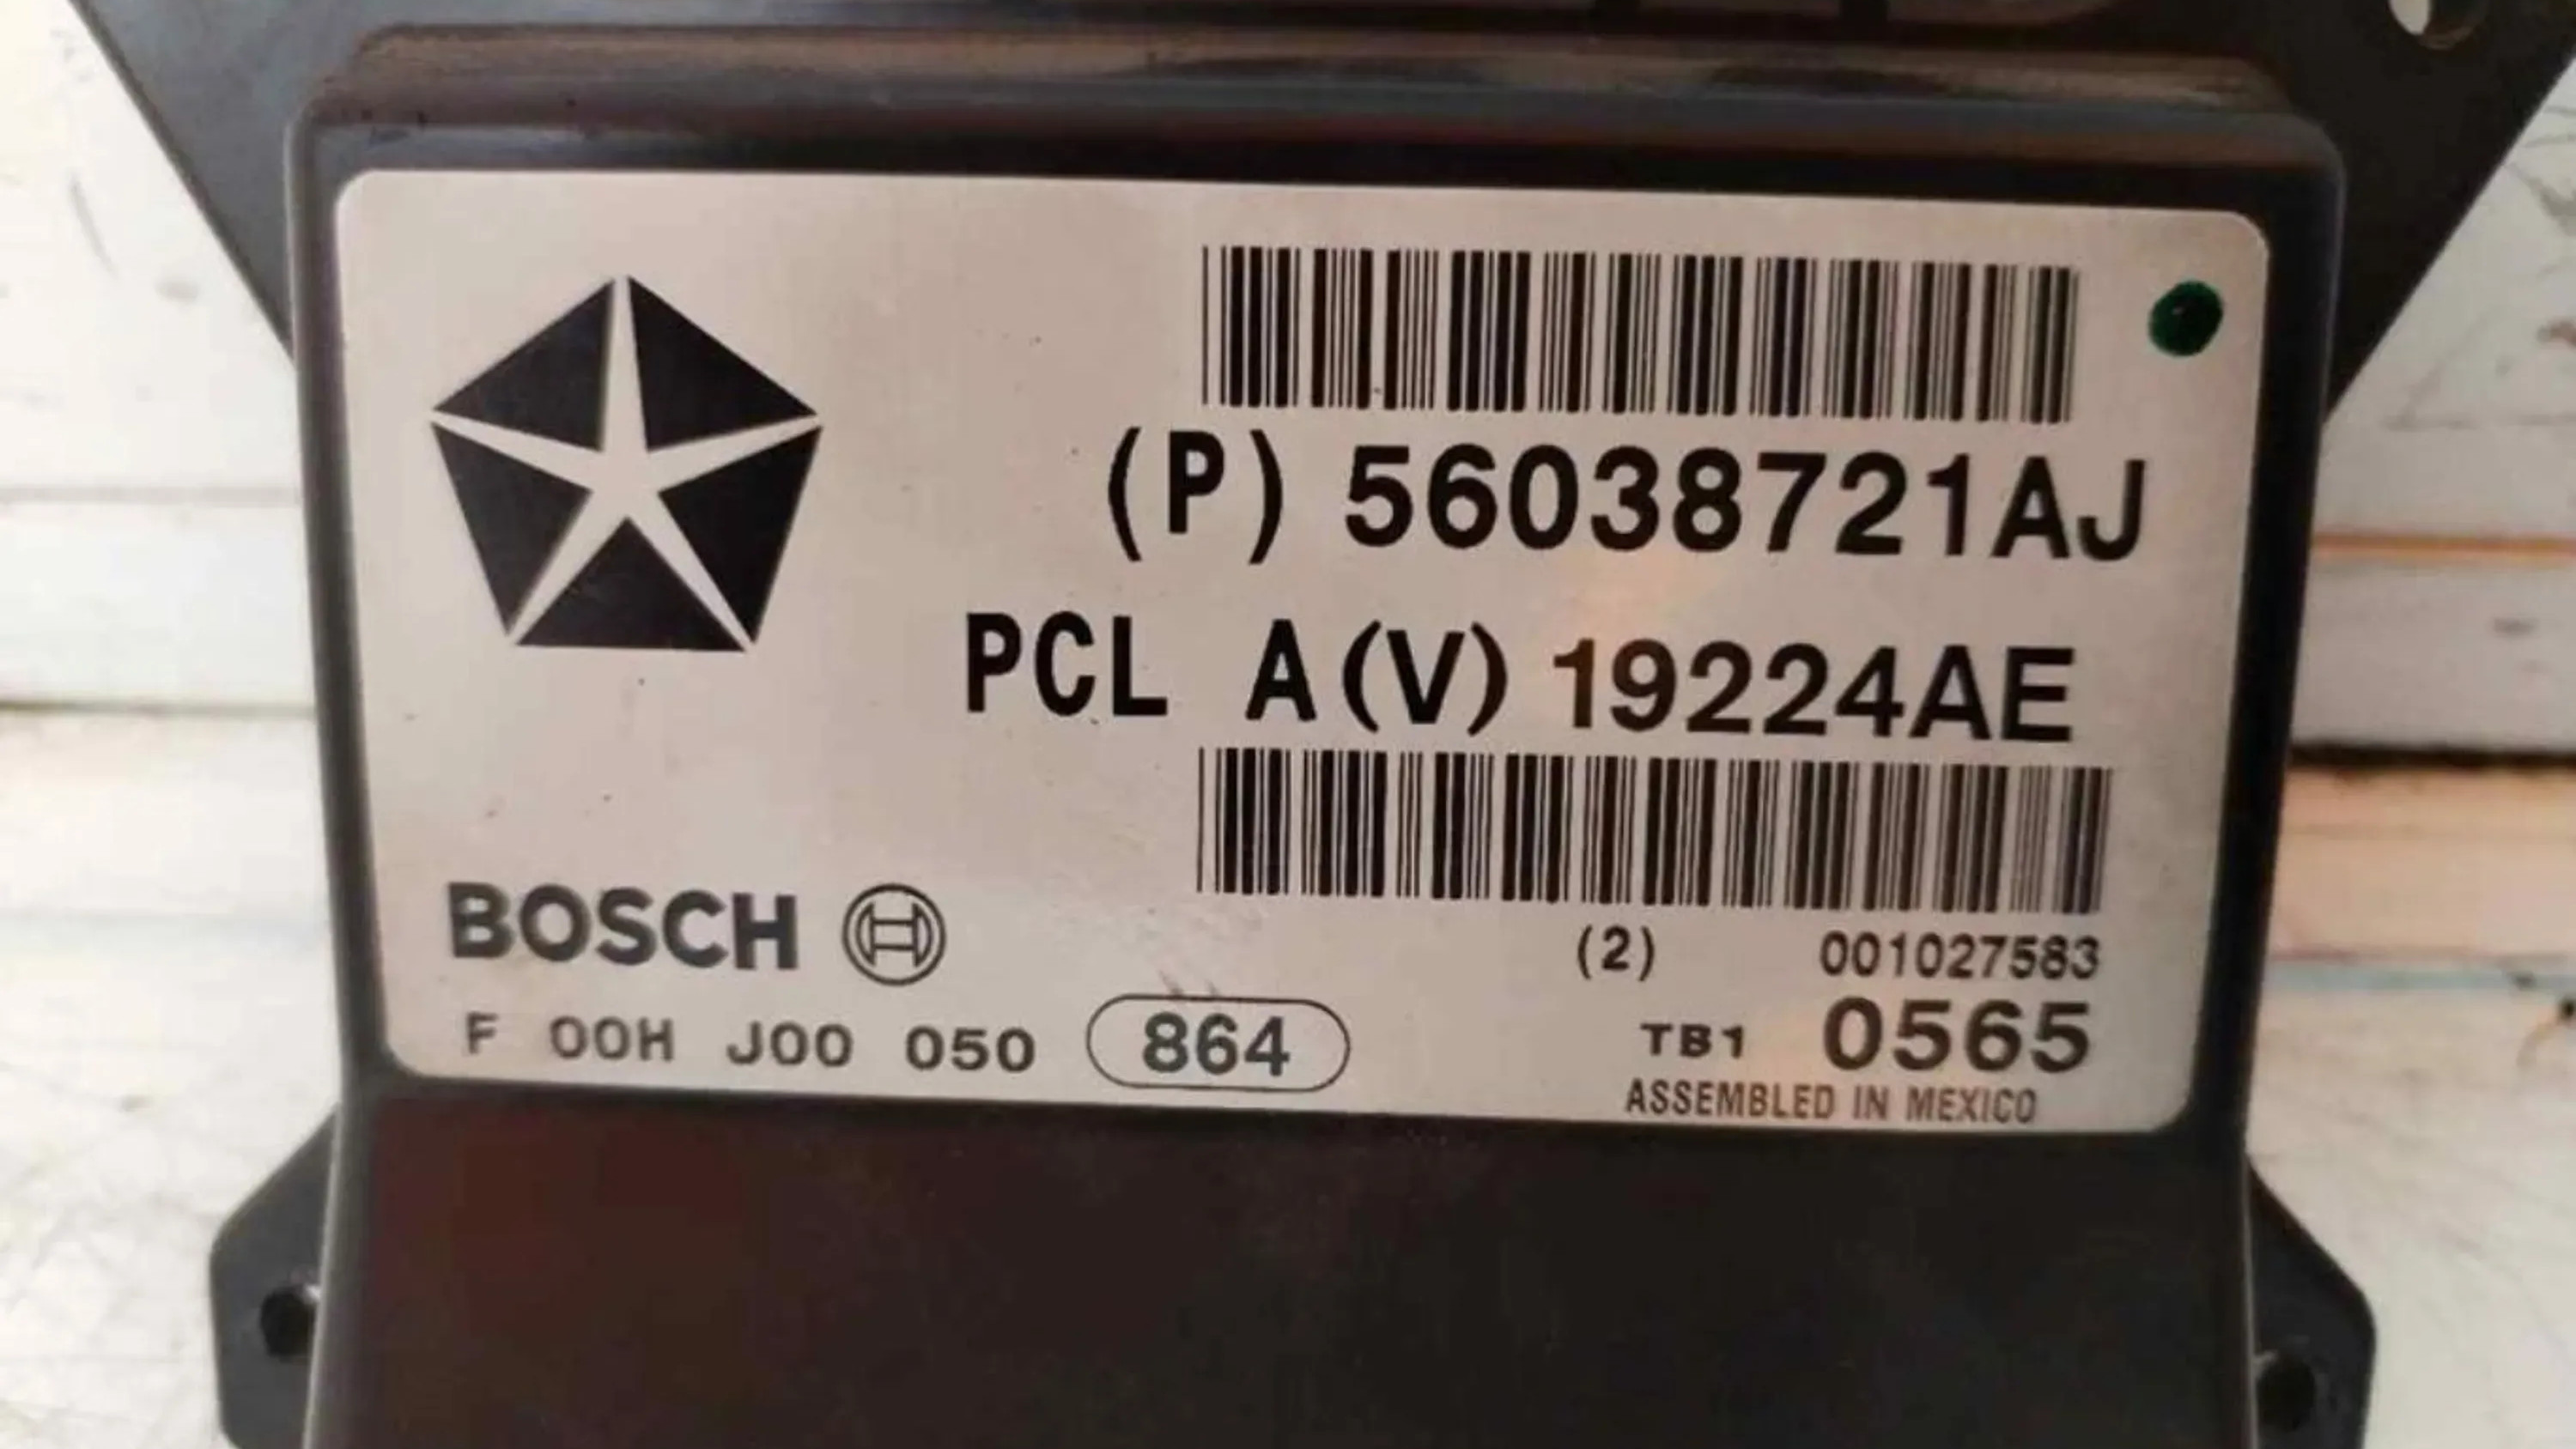 (P) 56038721AJ
PCL A(V) 19224AE
BOSCH
(2) 001027583
F 00H J00 050 864
TB1 0565
ASSEMBLED IN MEXICO